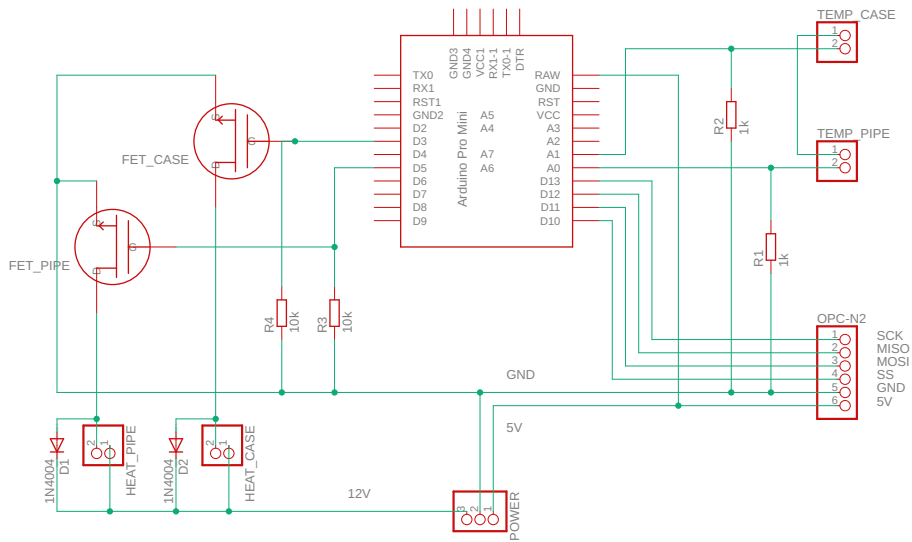 TEMP_CASE
1
2
GND3
GND4
VCC1
RX1-1
TX0-1
DTR
TX0
RX1
RST1
GND2
D2
D3
D4
D5
D6
D7
D8
D9
Arduino Pro Mini
A5
A4
A7
A6
RAW
GND
RST
VCC
A3
A2
A1
A0
D13
D12
D11
D10
R2
1k
TEMP_PIPE
1
2
S
G
D
FET_CASE
S
G
D
FET_PIPE
R1
1k
R4
10k
R3
10k
OPC-N2
1 SCK
2 MISO
3 MOSI
4 SS
5 GND
6 5V
GND
5V
12V
1N4004
D1
2
1
HEAT_PIPE
1N4004
D2
2
1
HEAT_CASE
3
2
1
POWER